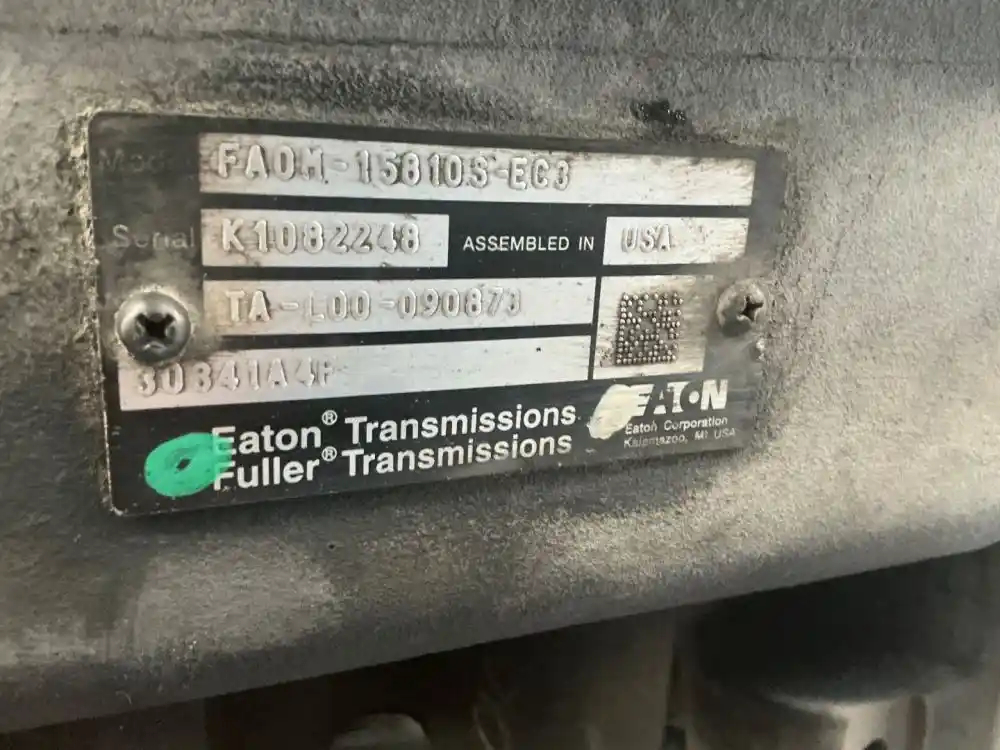 Model FAOM-15810S-EC3
Serial K1082248 ASSEMBLED IN USA
TA-L00-090873
30841A4P
Eaton® Transmissions
Fuller® Transmissions
EATON
Eaton Corporation
Kalamazoo, MI USA